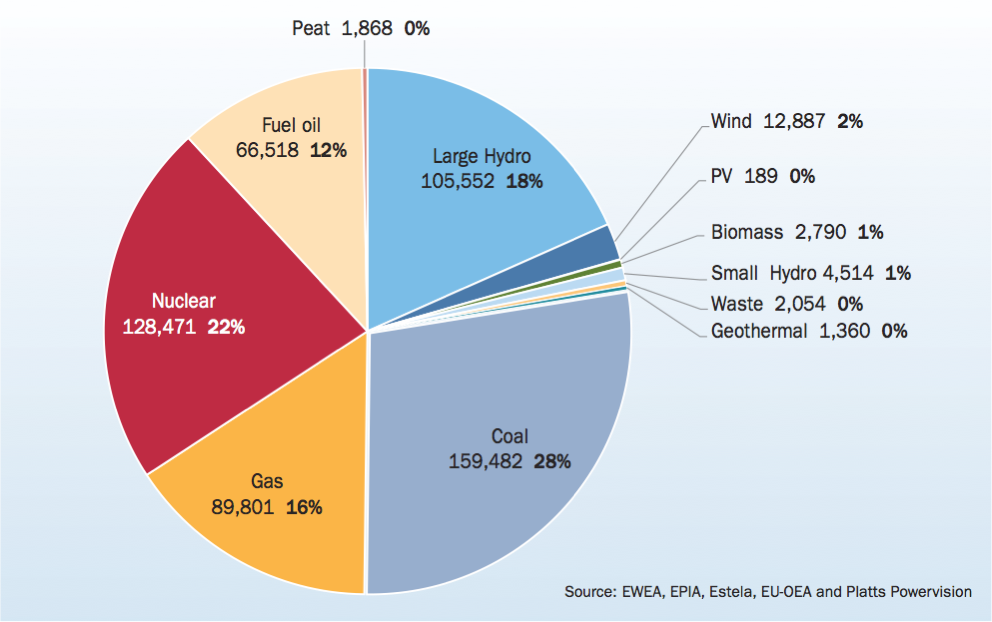 Peat 1,868 0%
Fuel oil
66,518 12%
Large Hydro
105,552 18%
Wind 12,887 2%
PV 189 0%
Biomass 2,790 1%
Small Hydro 4,514 1%
Waste 2,054 0%
Geothermal 1,360 0%
Nuclear
128,471 22%
Coal
159,482 28%
Gas
89,801 16%
Source: EWEA, EPIA, Estela, EU-OEA and Platts Powervision